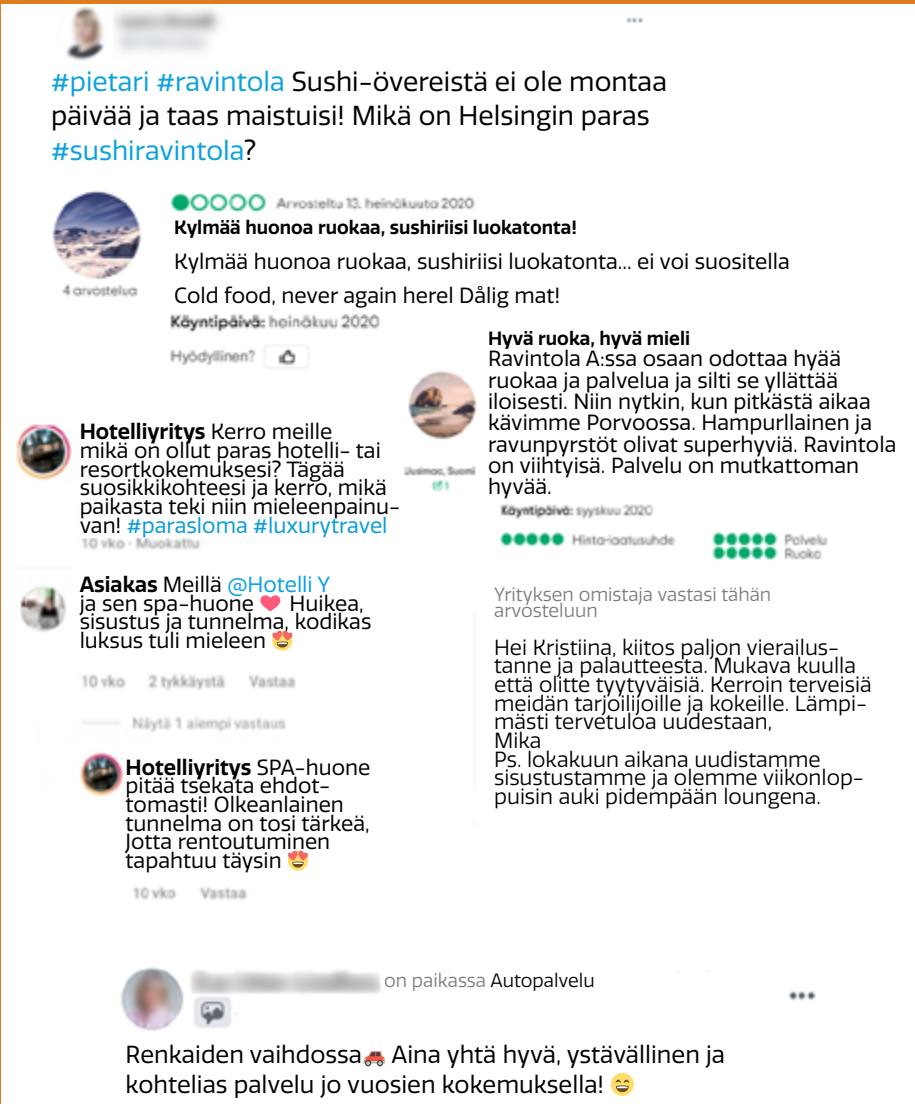 #pietari #ravintola Sushi-övereistä ei ole montaa
päivää ja taas maistuisi! Mikä on Helsingin paras
#sushiravintola?
Arvosteltu 13. heinäkuuta 2020
Kylmää huonoa ruokaa, sushiriisi luokatonta!
Kylmää huonoa ruokaa, sushiriisi luokatonta... ei voi suositella
4 arvostelua
Cold food, never again herel Dålig mat!
Käyntipäivä: heinäkuu 2020
Hyödyllinen?
Hyvä ruoka, hyvä mieli
Ravintola A:ssa osaan odottaa hyää
ruokaa ja palvelua ja silti se yllättää
iloisesti. Niin nytkin, kun pitkästä aikaa
kävimme Porvoossa. Hampurllainen ja
ravunpyrstöt olivat superhyviä. Ravintola
on viihtyisä. Palvelu on mutkattoman
hyvää.
Uusimaa, Suomi
1
Käyntipäivä: syyskuu 2020
Hinta-laatusuhde
Palvelu
Ruoka
Yrityksen omistaja vastasi tähän
arvosteluun
Hei Kristiina, kiitos paljon vierailus-
tanne ja palautteesta. Mukava kuulla
että olitte tyytyväisiä. Kerroin terveisiä
meidän tarjoilijoille ja kokeille. Lämpi-
mästi tervetuloa uudestaan,
Mika
Ps. lokakuun aikana uudistamme
sisustustamme ja olemme viikonlop-
puisin auki pidempään loungena.
Hotelliyritys Kerro meille
mikä on ollut paras hotelli- tai
resortkokemuksesi? Tägää
suosikkikohteesi ja kerro, mikä
paikasta teki niin mieleenpainu-
van! #parasloma #luxurytravel
10 vko · Muokattu
Asiakas Meillä @Hotelli Y
ja sen spa-huone ❤️ Huikea,
sisustus ja tunnelma, kodikas
luksus tuli mieleen 😍
10 vko 2 tykkäystä Vastaa
Näytä 1 aiempi vastaus
Hotelliyritys SPA-huone
pitää tsekata ehdot-
tomasti! Olkeanlainen
tunnelma on tosi tärkeä,
Jotta rentoutuminen
tapahtuu täysin 😍
10 vko Vastaa
on paikassa Autopalvelu
Renkaiden vaihdossa🚗 Aina yhtä hyvä, ystävällinen ja
kohtelias palvelu jo vuosien kokemuksella! 😄